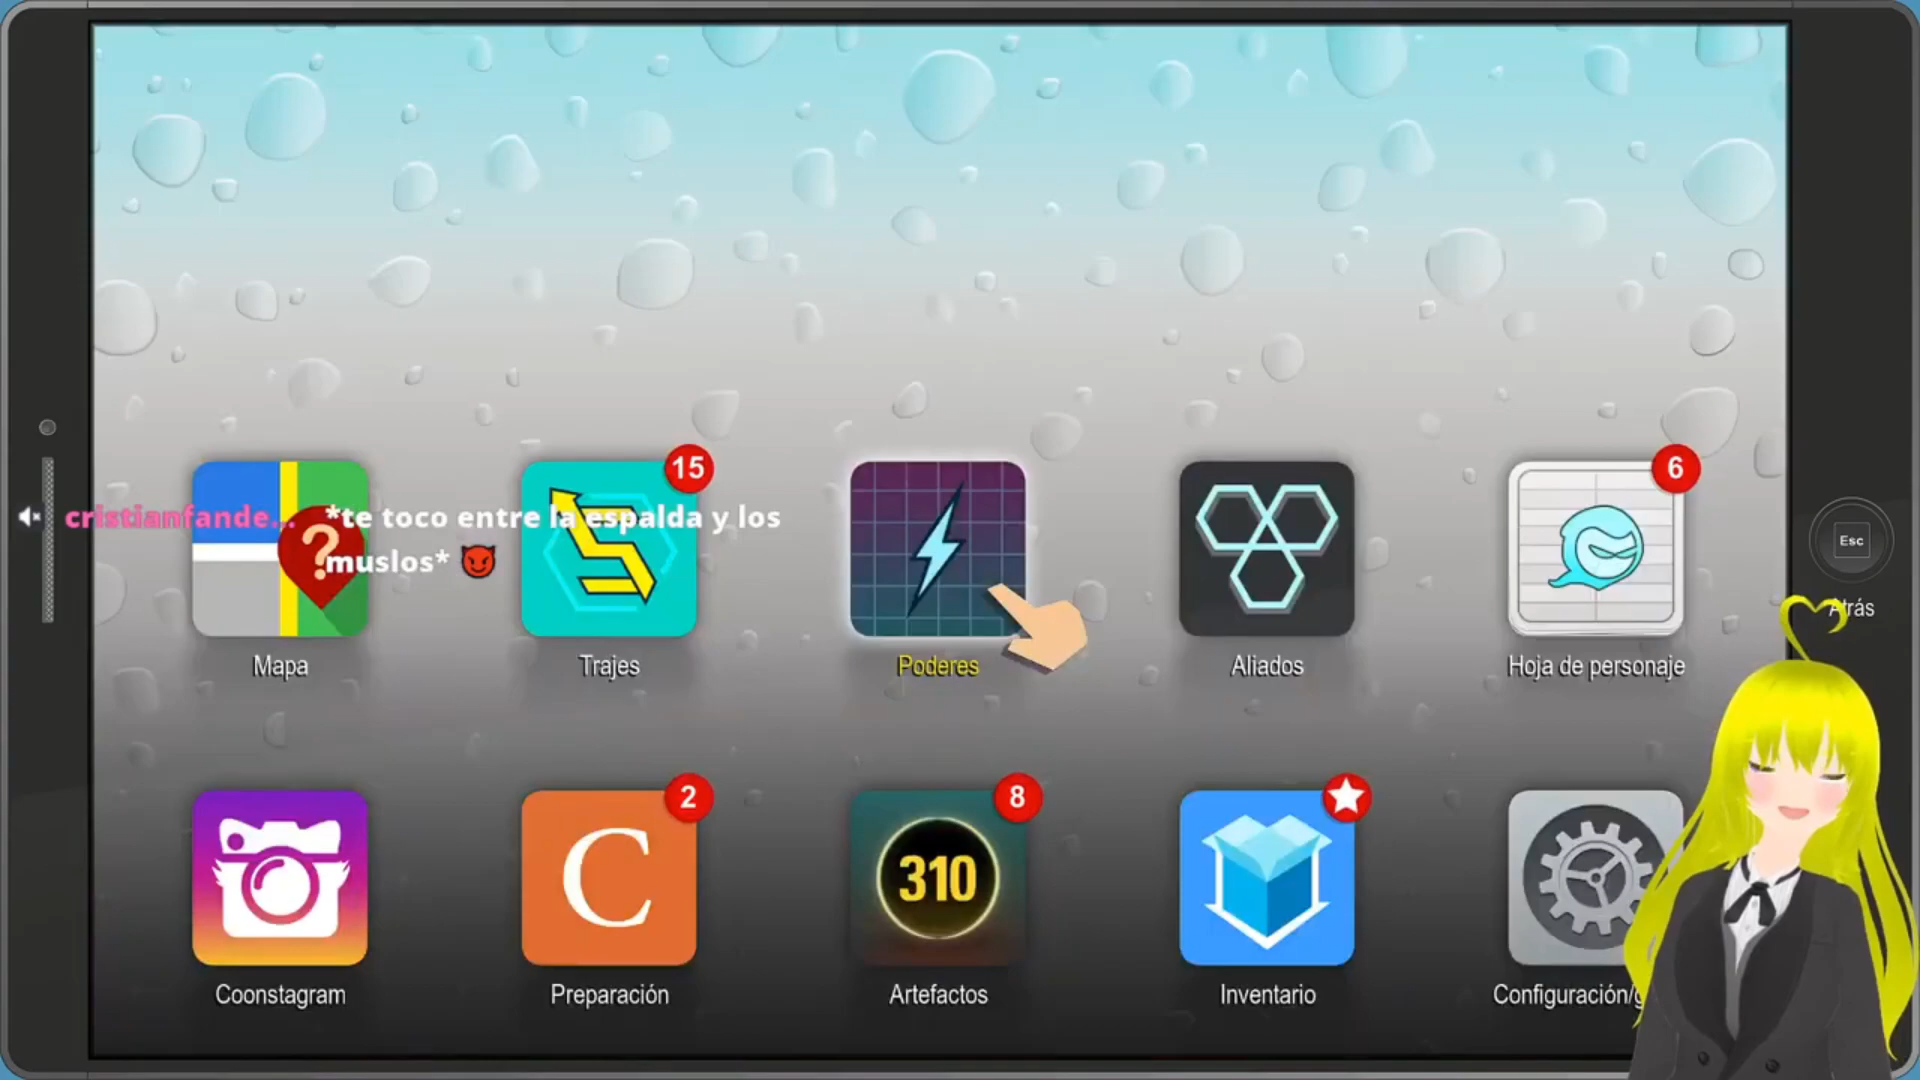 15
6
cristianfande... *te toco entre la espalda y los
muslos*
?
Esc
Atrás
Mapa
Trajes
Poderes
Aliados
Hoja de personaje
2
8
C
310
Coonstagram
Preparación
Artefactos
Inventario
Configuración/